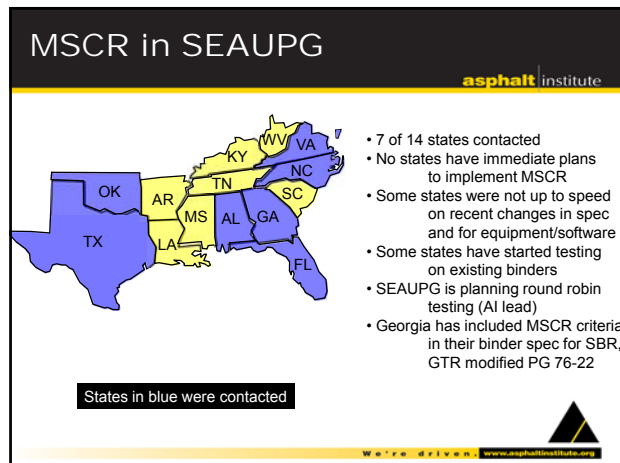 MSCR in SEAUPG
asphalt institute
WV
VA
KY
NC
TN
OK
AR
SC
MS
AL
GA
TX
LA
FL
• 7 of 14 states contacted
• No states have immediate plans
to implement MSCR
• Some states were not up to speed
on recent changes in spec
and for equipment/software
• Some states have started testing
on existing binders
• SEAUPG is planning round robin
testing (AI lead)
• Georgia has included MSCR criteria
in their binder spec for SBR,
GTR modified PG 76-22
States in blue were contacted
We're driven. www.asphaltinstitute.org